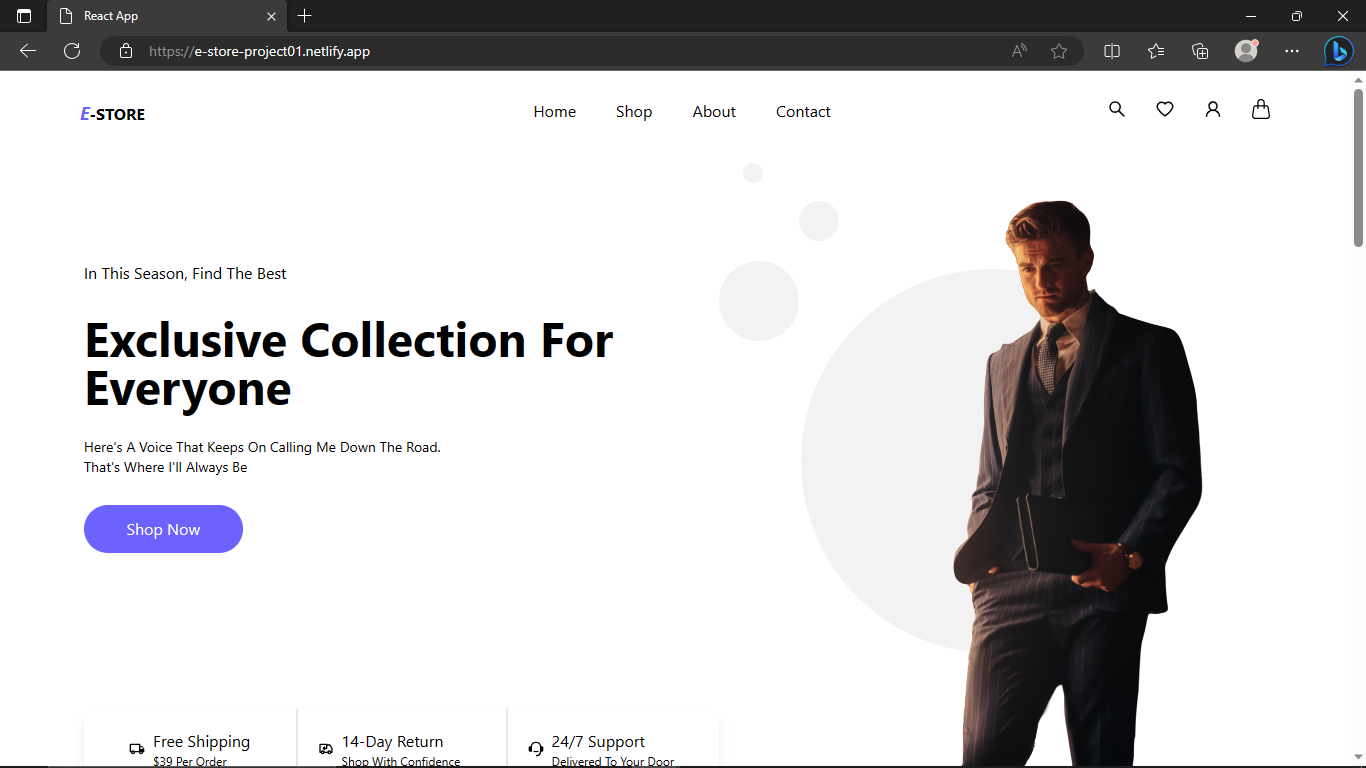 React App
https://e-store-project01.netlify.app
E-STORE
Home
Shop
About
Contact
In This Season, Find The Best
Exclusive Collection For
Everyone
Here's A Voice That Keeps On Calling Me Down The Road.
That's Where I'll Always Be
Shop Now
Free Shipping
$39 Per Order
14-Day Return
Shop With Confidence
24/7 Support
Delivered To Your Door